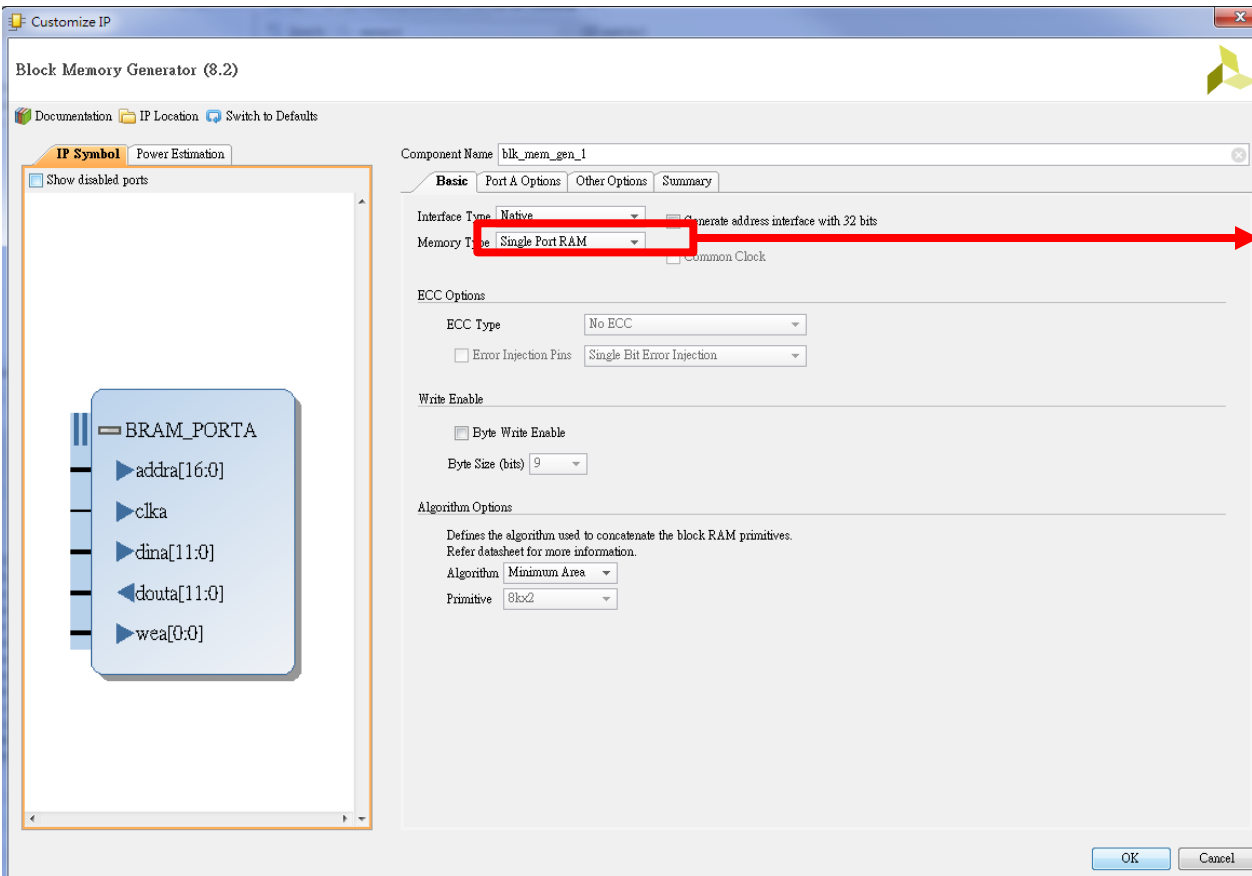 Customize IP
Block Memory Generator (8.2)
Documentation IP Location Switch to Defaults
IP Symbol Power Estimation
Show disabled ports
BRAM_PORTA
addra[16:0]
clka
dina[11:0]
douta[11:0]
wea[0:0]
Component Name blk_mem_gen_1
Basic Port A Options Other Options Summary
Interface Type Native Generate address interface with 32 bits
Memory Type Single Port RAM
Common Clock
ECC Options
ECC Type No ECC
Error Injection Pins Single Bit Error Injection
Write Enable
Byte Write Enable
Byte Size (bits) 9
Algorithm Options
Defines the algorithm used to concatenate the block RAM primitives.
Refer datasheet for more information.
Algorithm Minimum Area
Primitive 8kx2
OK Cancel